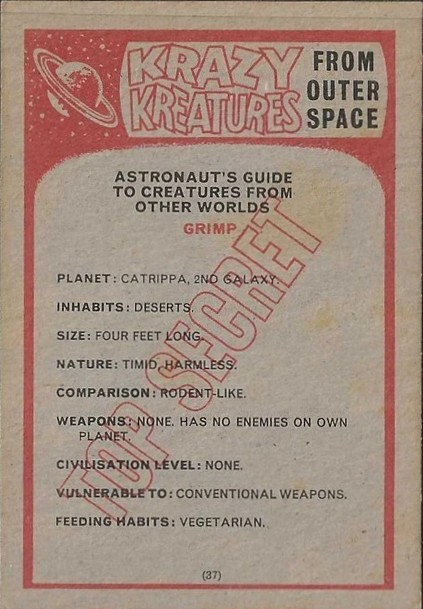 KRAZY
KREATURES
FROM
OUTER
SPACE
ASTRONAUT'S GUIDE
TO CREATURES FROM
OTHER WORLDS
GRIMP
TOP SECRET
PLANET: CATRIPPA, 2ND GALAXY.
INHABITS: DESERTS.
SIZE: FOUR FEET LONG.
NATURE: TIMID, HARMLESS.
COMPARISON: RODENT-LIKE.
WEAPONS: NONE. HAS NO ENEMIES ON OWN
PLANET.
CIVILISATION LEVEL: NONE.
VULNERABLE TO: CONVENTIONAL WEAPONS.
FEEDING HABITS: VEGETARIAN.
(37)